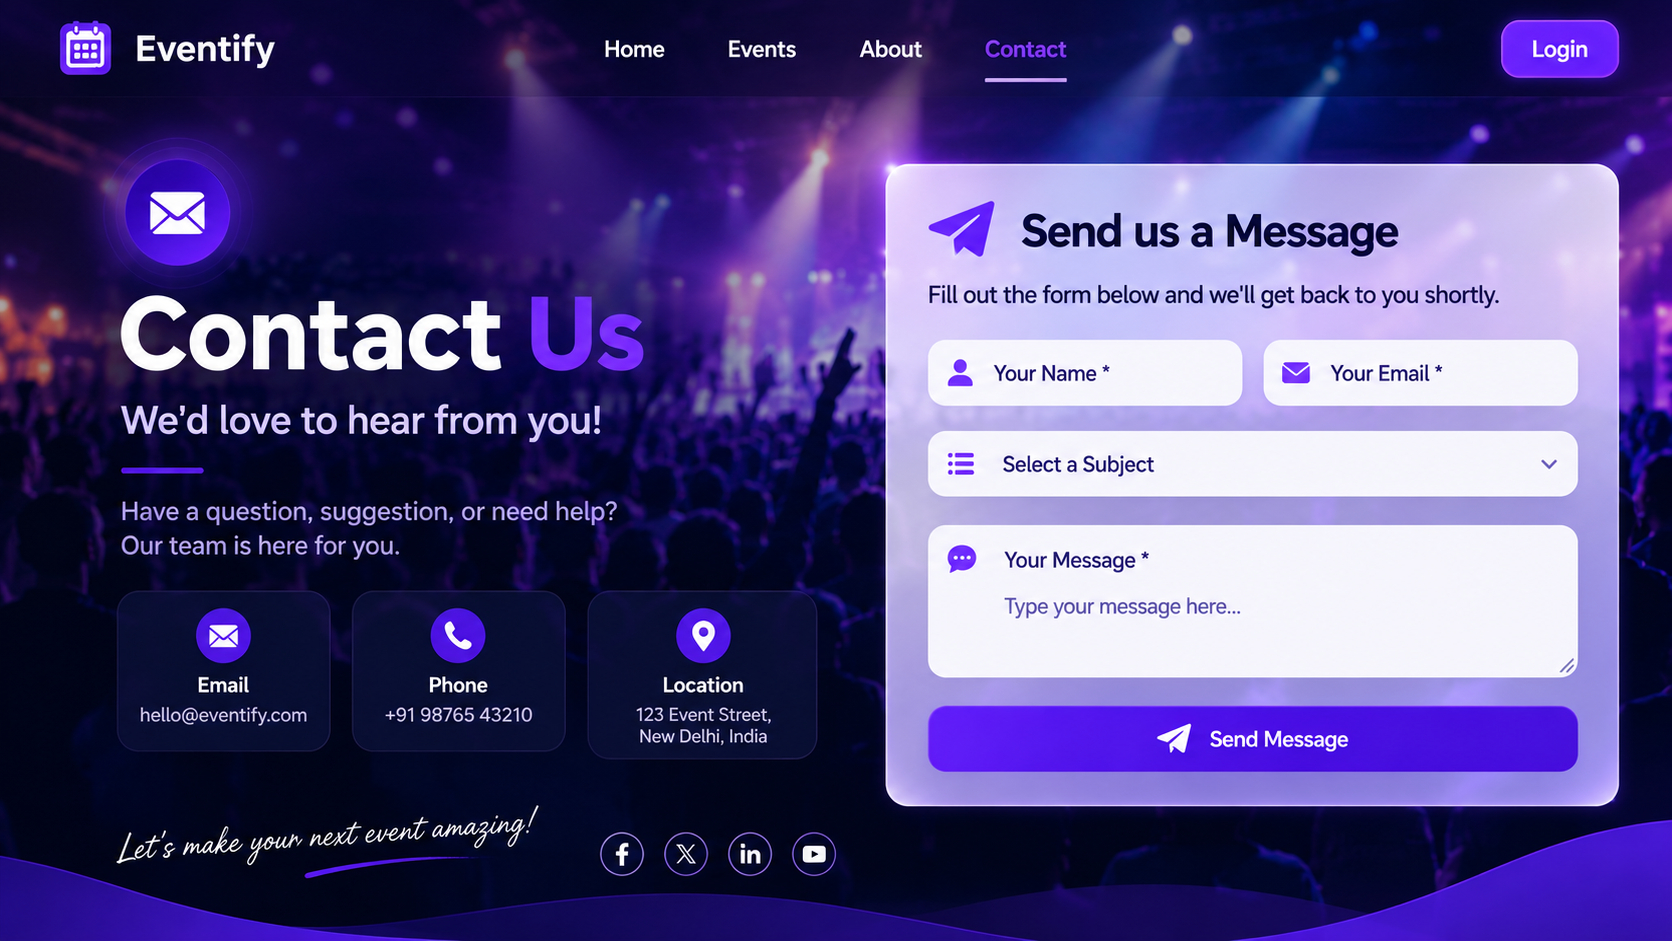 Eventify
Home
Events
About
Contact
Login
Contact Us
We'd love to hear from you!
Have a question, suggestion, or need help?
Our team is here for you.
Email
hello@eventify.com
Phone
+91 98765 43210
Location
123 Event Street,
New Delhi, India
Let's make your next event amazing!
Send us a Message
Fill out the form below and we'll get back to you shortly.
Your Name *
Your Email *
Select a Subject
Your Message *
Type your message here...
Send Message